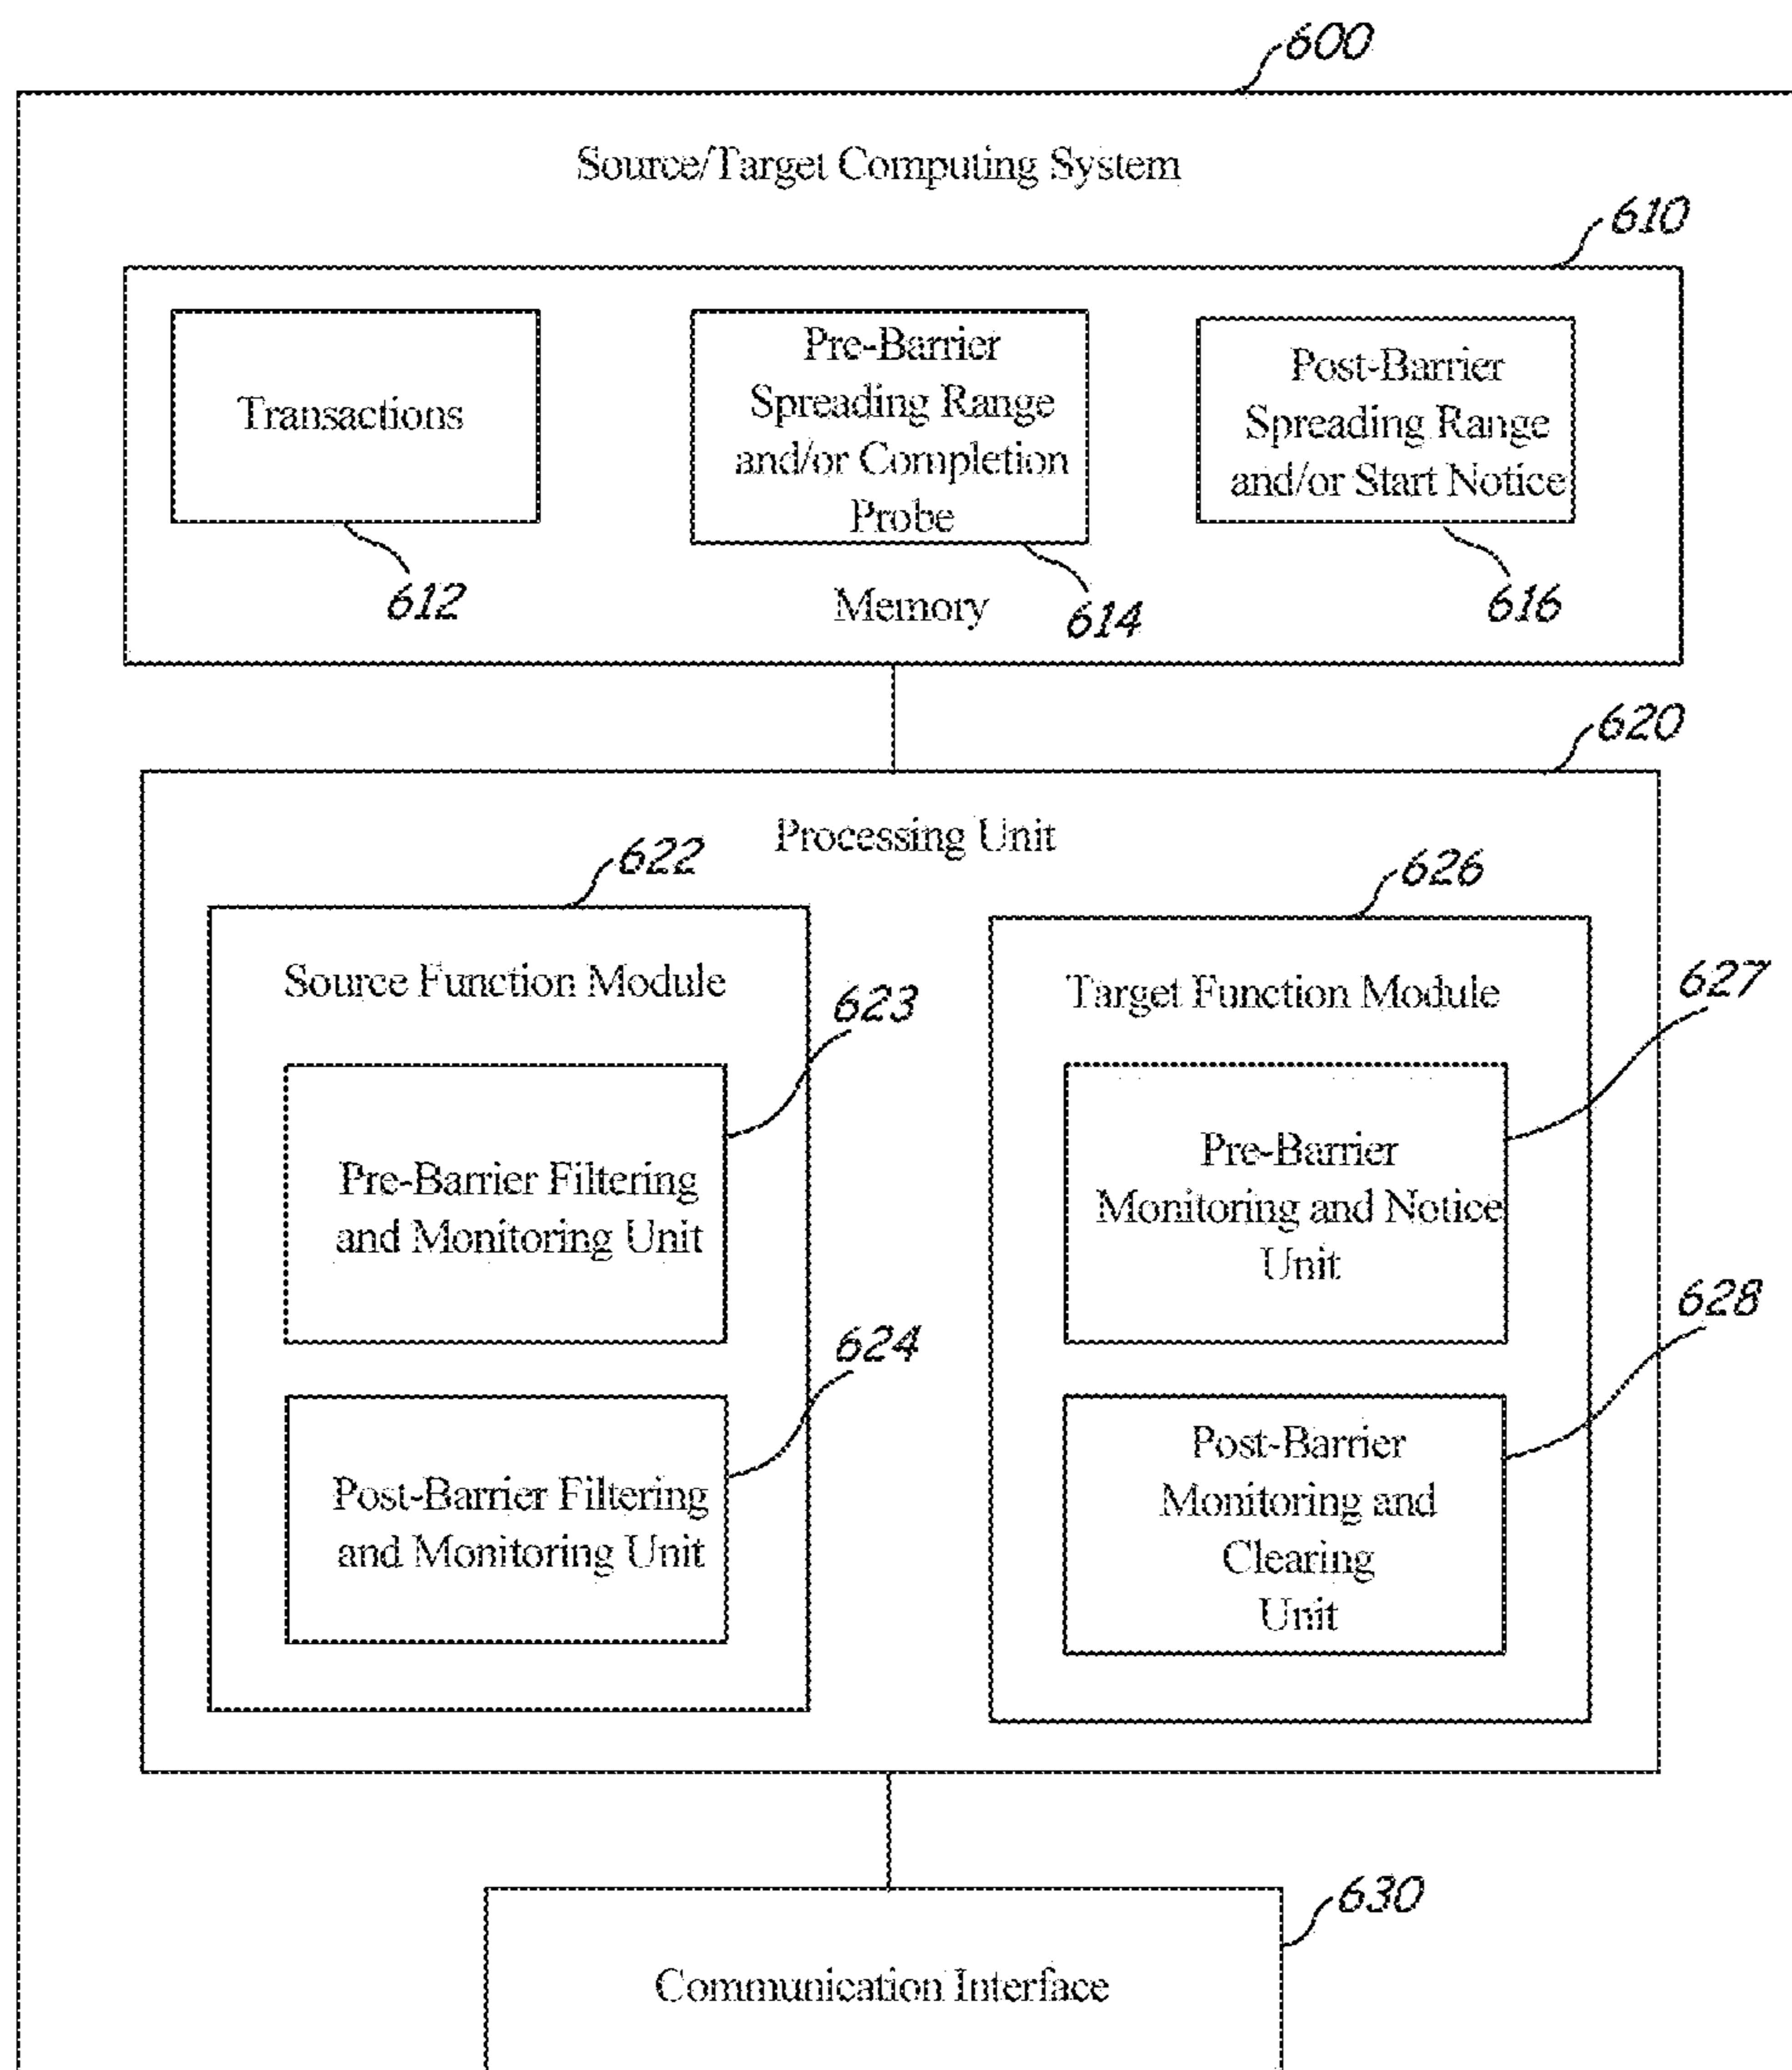 600
Source/Target Computing System
610
Transactions
Pre-Barrier
Spreading Range
and/or Completion
Probe
Post-Barrier
Spreading Range
and/or Start Notice
612
Memory
614
616
620
Processing Unit
622
626
Source Function Module
Target Function Module
623
627
Pre-Barrier Filtering
and Monitoring Unit
Pre-Barrier
Monitoring and Notice
Unit
624
628
Post-Barrier Filtering
and Monitoring Unit
Post-Barrier
Monitoring and
Clearing
Unit
630
Communication Interface